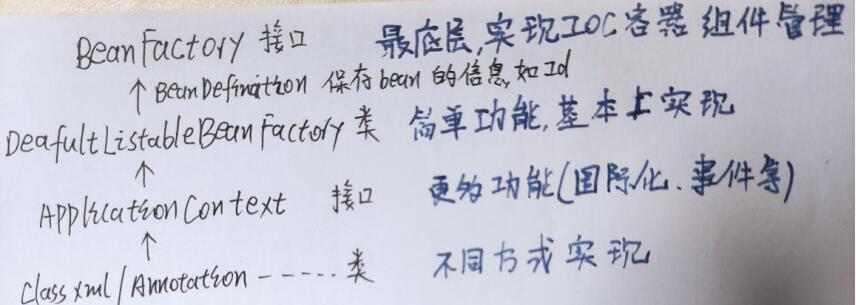 BeanFactory 接口 最底层,实现IOC容器 组件管理
↑ BeanDefinition 保存bean的信息,如Id
DeafultListableBeanFactory 类 简单功能,基本上实现
↑
ApplicationContext 接口 更多功能(国际化、事件等)
↑
Classxml/Annotation ------ 类 不同方式实现